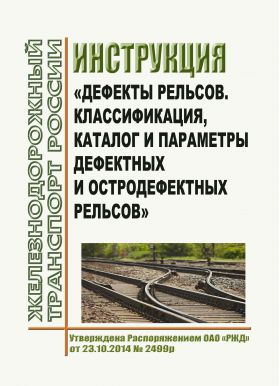 ЖЕЛЕЗНОДОРОЖНЫЙ
ТРАНСПОРТ РОССИИ
ИНСТРУКЦИЯ
«ДЕФЕКТЫ РЕЛЬСОВ.
КЛАССИФИКАЦИЯ,
КАТАЛОГ И ПАРАМЕТРЫ
ДЕФЕКТНЫХ
И ОСТРОДЕФЕКТНЫХ
РЕЛЬСОВ»
Утверждена Распоряжением ОАО «РЖД»
от 23.10.2014 № 2499р